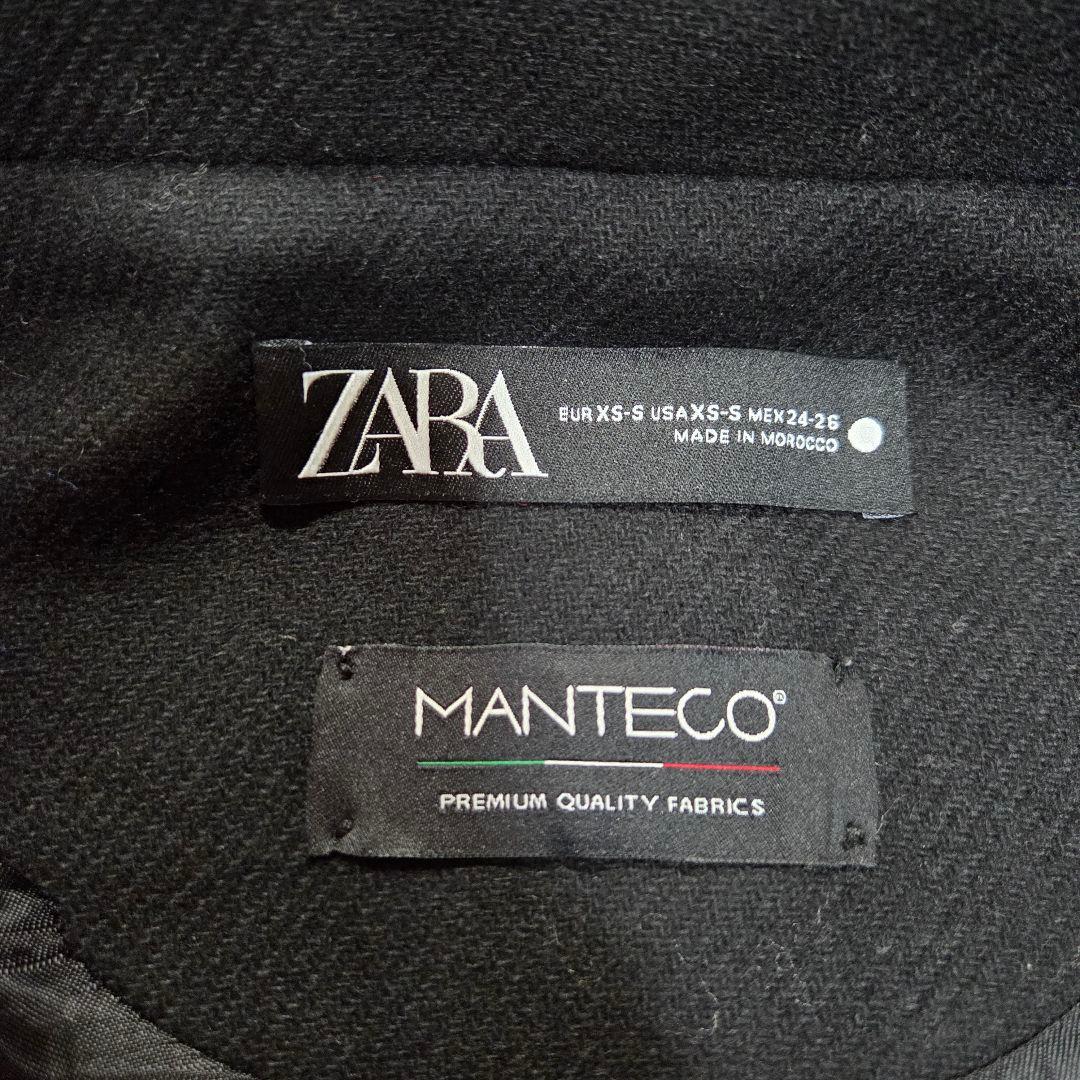 ZARA
EUR XS-S USA XS-S MEX 24-26
MADE IN MOROCCO
MANTECO®
PREMIUM QUALITY FABRICS